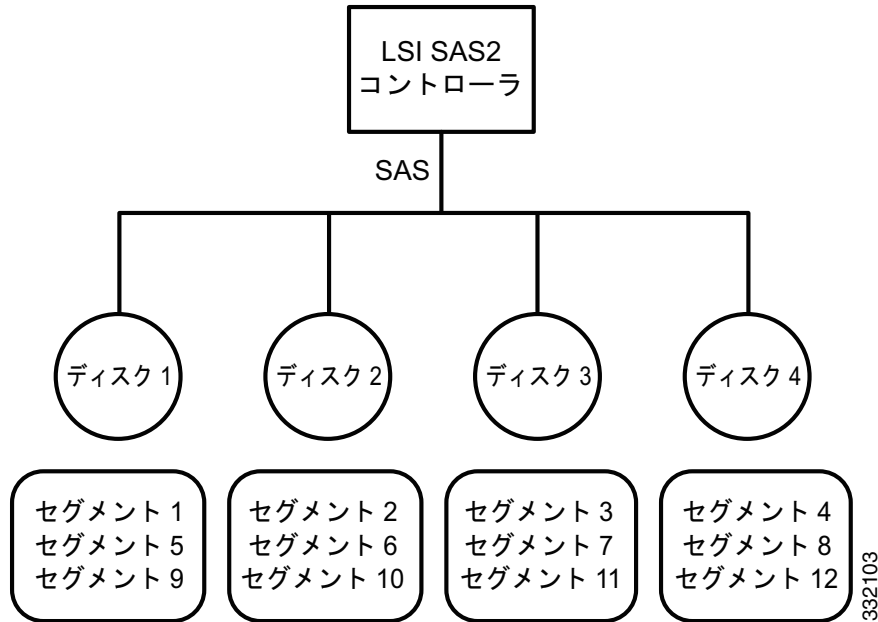 LSI SAS2
コントローラ
SAS
ディスク 1
ディスク 2
ディスク 3
ディスク 4
セグメント 1
セグメント 5
セグメント 9
セグメント 2
セグメント 6
セグメント 10
セグメント 3
セグメント 7
セグメント 11
セグメント 4
セグメント 8
セグメント 12
332103